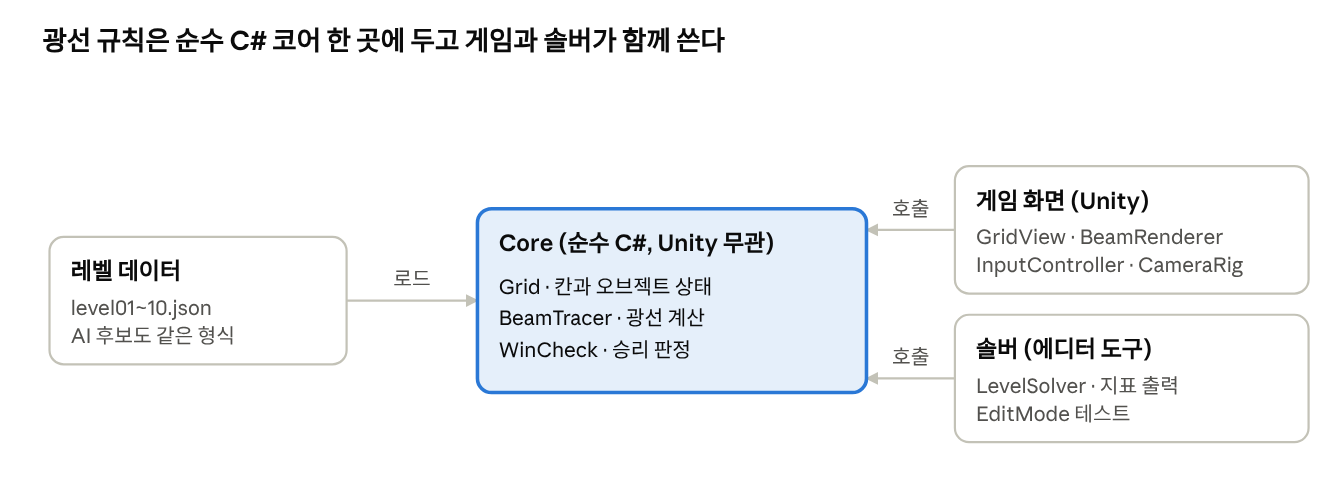 광선 규칙은 순수 C# 코어 한 곳에 두고 게임과 솔버가 함께 쓴다
레벨 데이터
level01~10.json
AI 후보도 같은 형식
로드
Core (순수 C#, Unity 무관)
Grid · 칸과 오브젝트 상태
BeamTracer · 광선 계산
WinCheck · 승리 판정
호출
게임 화면 (Unity)
GridView · BeamRenderer
InputController · CameraRig
호출
솔버 (에디터 도구)
LevelSolver · 지표 출력
EditMode 테스트